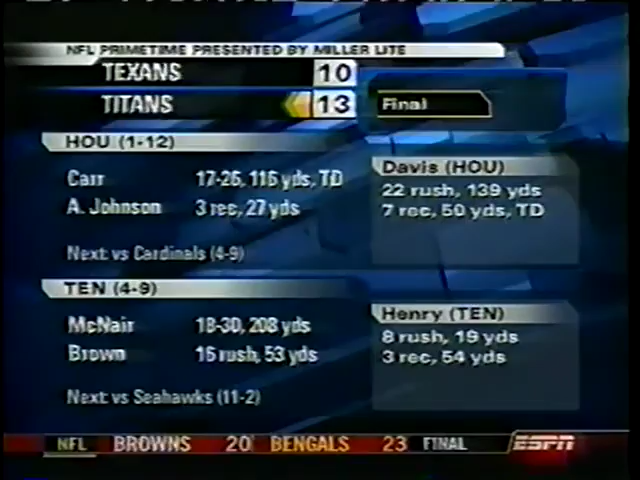 NFL PRIMETIME PRESENTED BY MILLER LITE
TEXANS 10
TITANS 13
Final
HOU (1-12)
Carr 17-26, 116 yds, TD
A. Johnson 3 rec, 27 yds
Next: vs Cardinals (4-9)
Davis (HOU)
22 rush, 139 yds
7 rec, 50 yds, TD
TEN (4-9)
McNair 18-30, 208 yds
Brown 16 rush, 53 yds
Next: vs Seahawks (11-2)
Henry (TEN)
8 rush, 19 yds
3 rec, 54 yds
NFL BROWNS 20 BENGALS 23 FINAL ESPN